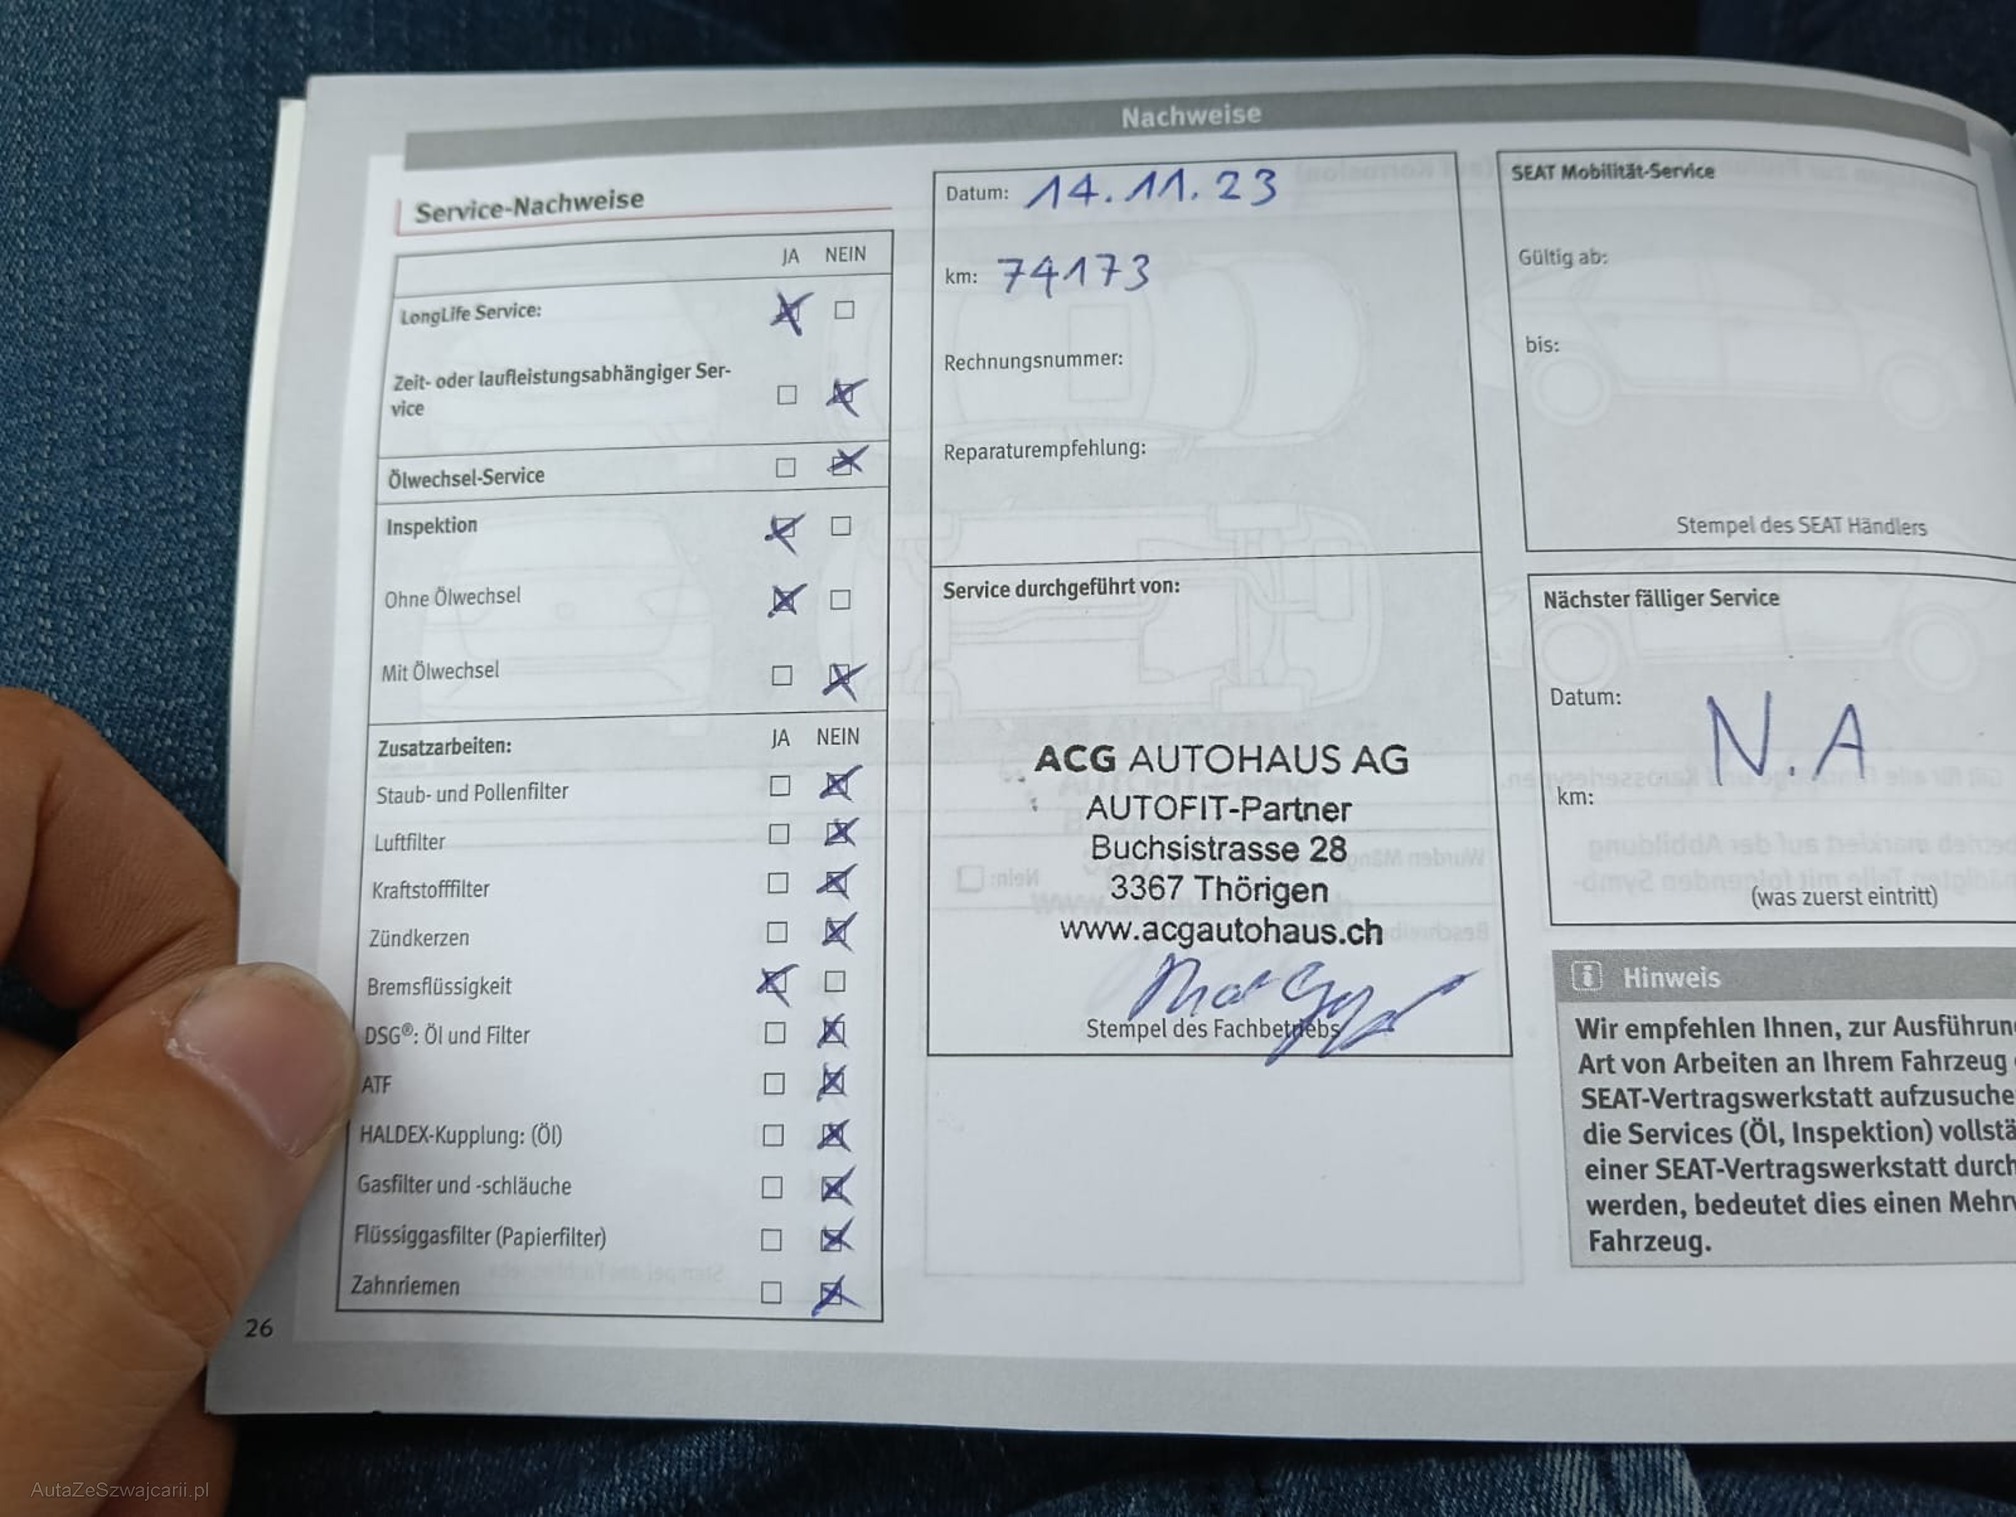 Nachweise
Service-Nachweise
JA NEIN
LongLife Service:
Zeit- oder laufleistungsabhängiger Ser-
vice
Ölwechsel-Service
Inspektion
Ohne Ölwechsel
Mit Ölwechsel
Zusatzarbeiten: JA NEIN
Staub- und Pollenfilter
Luftfilter
Kraftstofffilter
Zündkerzen
Bremsflüssigkeit
DSG®: Öl und Filter
ATF
HALDEX-Kupplung: (Öl)
Gasfilter und -schläuche
Flüssiggasfilter (Papierfilter)
Zahnriemen
26
Datum: 14.11.23
km: 74173
Rechnungsnummer:
Reparaturempfehlung:
Service durchgeführt von:
ACG AUTOHAUS AG
AUTOFIT-Partner
Buchsistrasse 28
3367 Thörigen
www.acgautohaus.ch
Stempel des Fachbetriebs
SEAT Mobilität-Service
Gültig ab:
bis:
Stempel des SEAT Händlers
Nächster fälliger Service
Datum: N.A
km:
(was zuerst eintritt)
Hinweis
Wir empfehlen Ihnen, zur Ausführun
Art von Arbeiten an Ihrem Fahrzeug
SEAT-Vertragswerkstatt aufzusuche
die Services (Öl, Inspektion) vollstä
einer SEAT-Vertragswerkstatt durch
werden, bedeutet dies einen Mehr
Fahrzeug.
AutaZeSzwajcarii.pl